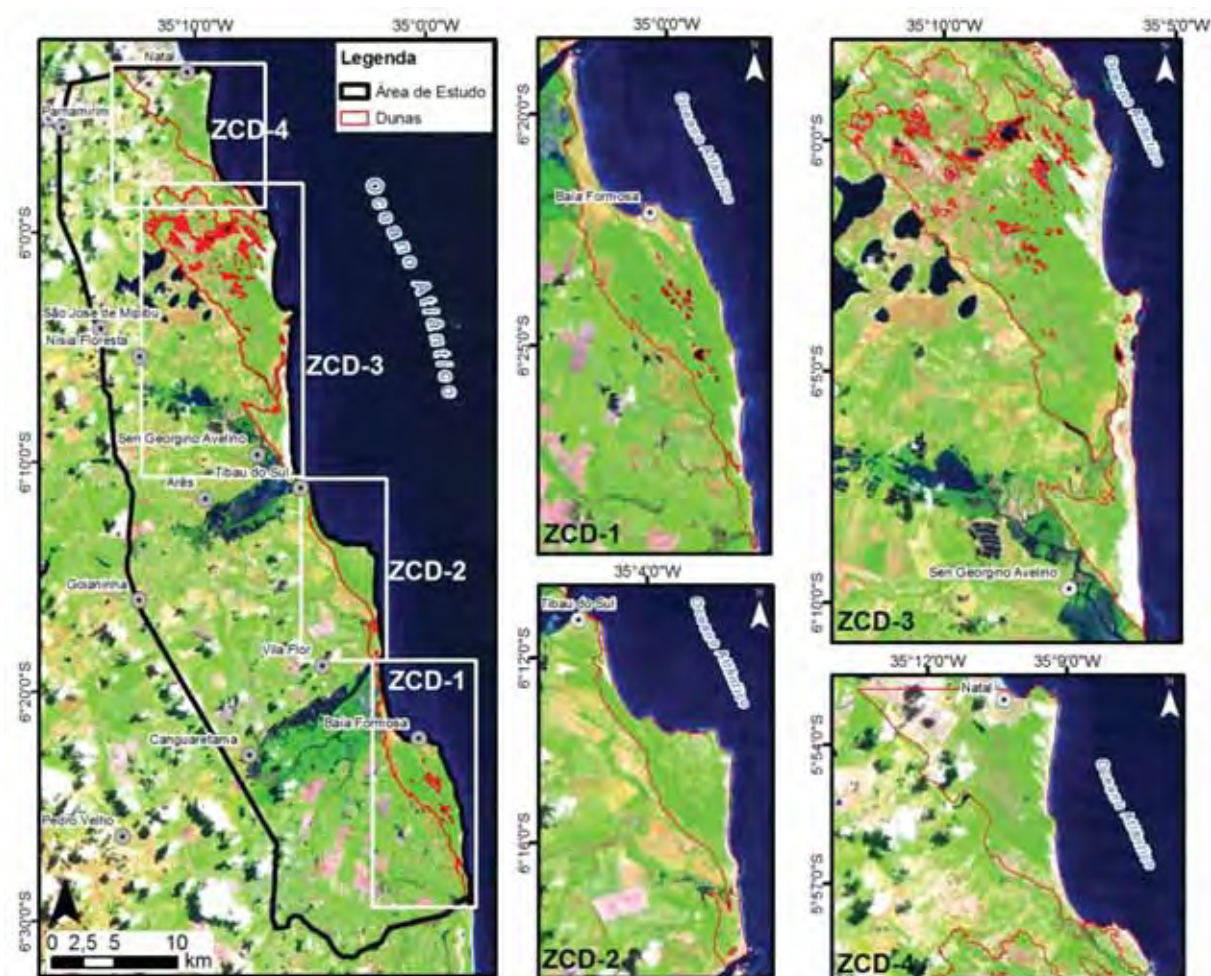 35°10'0"W
35°0'0"W
Natal
Parnamirim
Legenda
Área de Estudo
Dunas
ZCD-4
6°0'0"S
Oceano Atlântico
São José de Mipibu
Nísia Floresta
ZCD-3
Sen Georgino Avelino
6°10'0"S
Tibau do Sul
Arês
ZCD-2
Goianinha
Vila Flor
ZCD-1
6°20'0"S
Baía Formosa
Canguaretama
Pedro Velho
6°30'0"S
0 2,5 5 10
km
35°0'0"W
N
6°20'0"S
Oceano Atlântico
Baía Formosa
6°25'0"S
ZCD-1
35°4'0"W
Tibau do Sul
N
Oceano Atlântico
6°12'0"S
6°16'0"S
ZCD-2
35°10'0"W
35°5'0"W
N
Oceano Atlântico
6°0'0"S
6°5'0"S
Sen Georgino Avelino
6°10'0"S
ZCD-3
35°12'0"W
35°9'0"W
Natal
N
5°54'0"S
Oceano Atlântico
5°57'0"S
ZCD-4